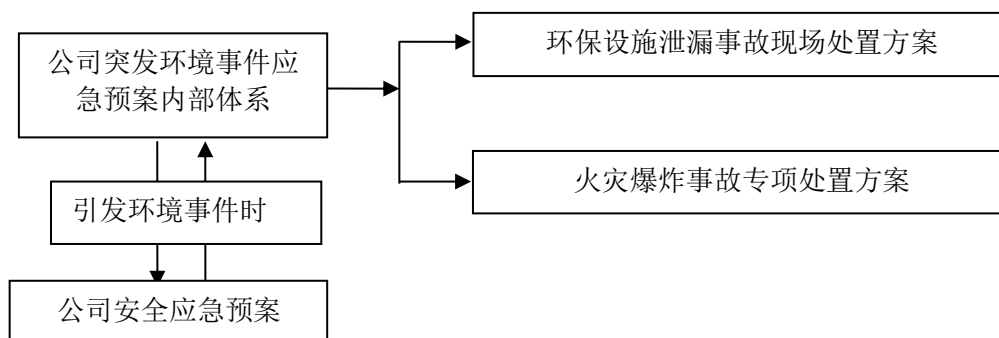 环保设施泄漏事故现场处置方案
公司突发环境事件应
急预案内部体系
火灾爆炸事故专项处置方案
引发环境事件时
公司安全应急预案